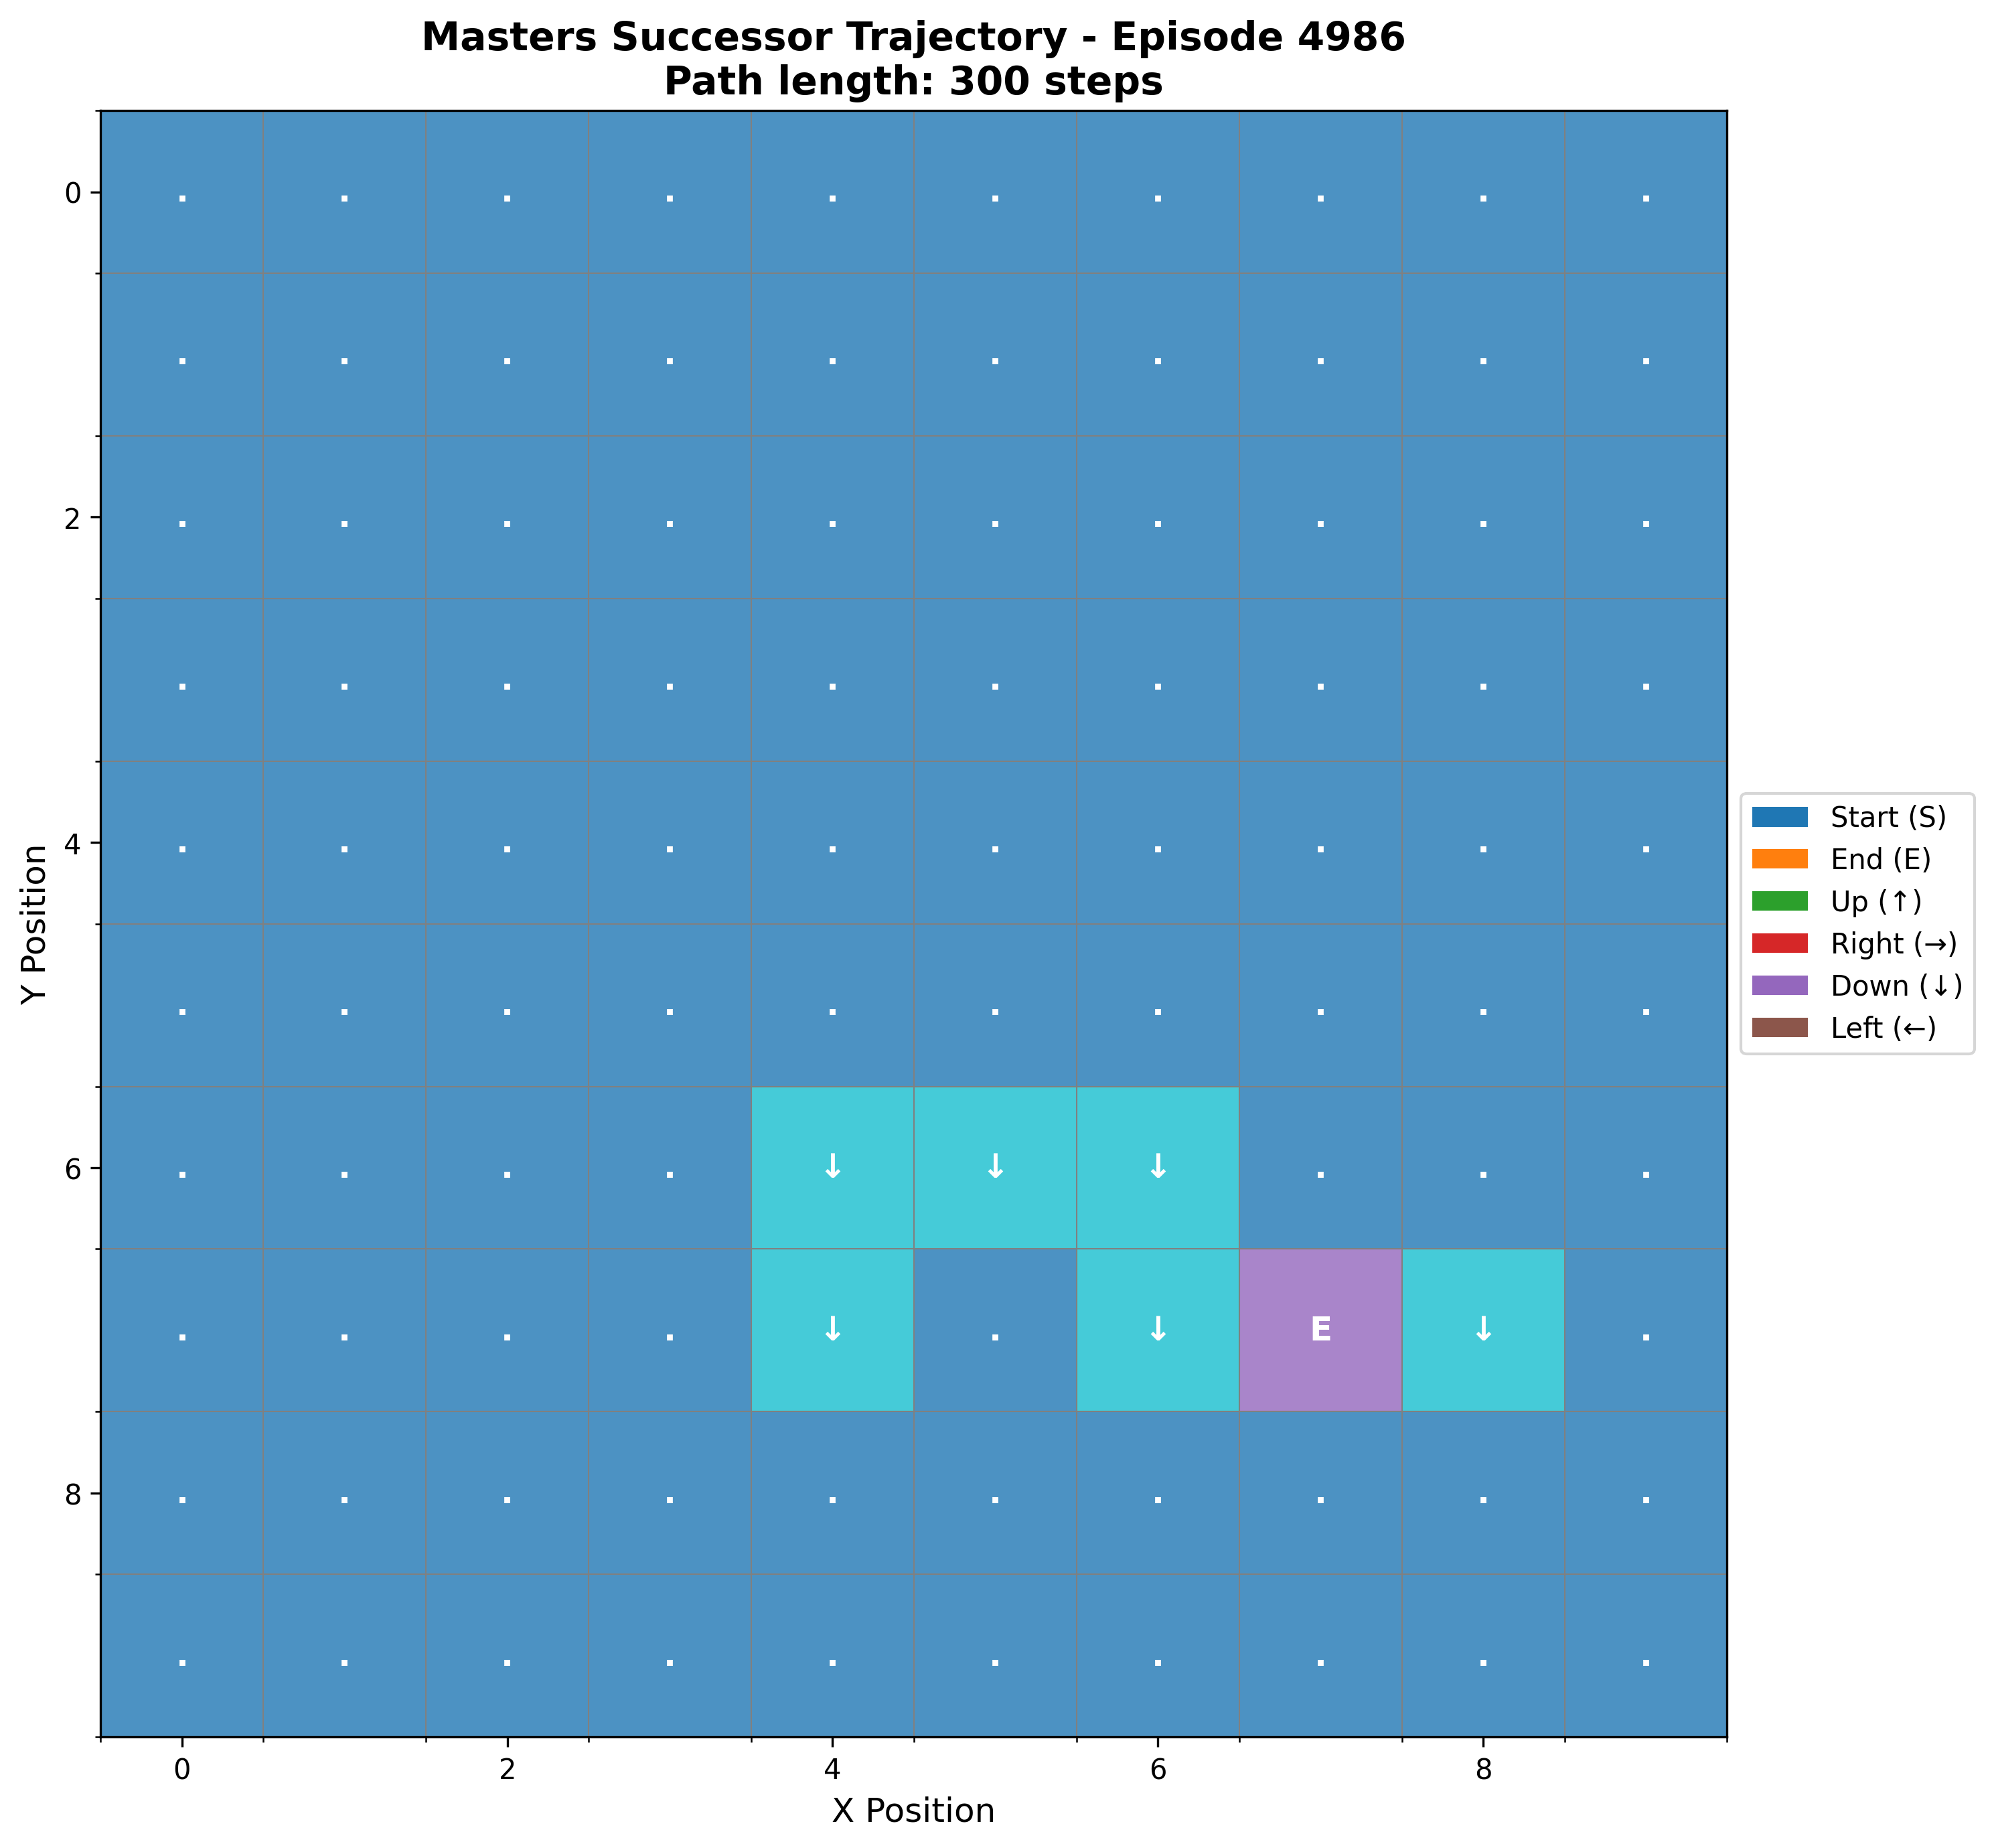 Masters Successor Trajectory - Episode 4986
Path length: 300 steps
0
2
4
6
8
Y Position
↓ ↓ ↓
↓ ↓ E ↓
0 2 4 6 8
X Position
Start (S)
End (E)
Up (↑)
Right (→)
Down (↓)
Left (←)